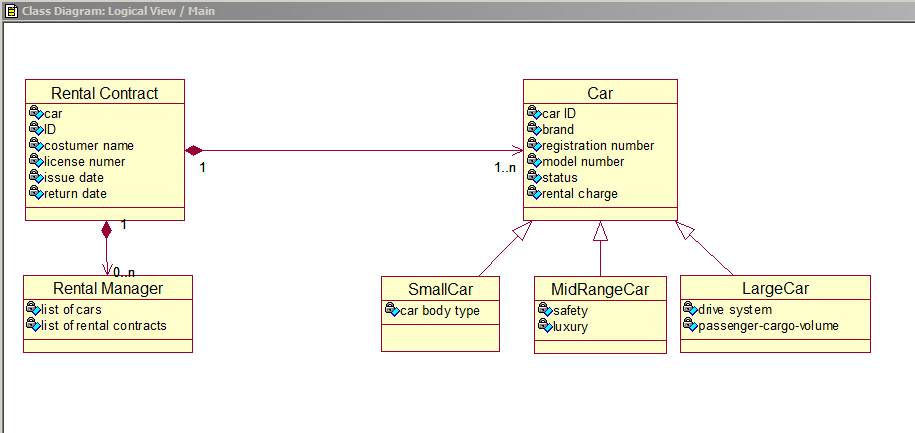 Class Diagram: Logical View / Main
Rental Contract
car
ID
costumer name
license numer
issue date
return date
1
1..n
Car
car ID
brand
registration number
model number
status
rental charge
1
0..n
Rental Manager
list of cars
list of rental contracts
SmallCar
car body type
MidRangeCar
safety
luxury
LargeCar
drive system
passenger-cargo-volume